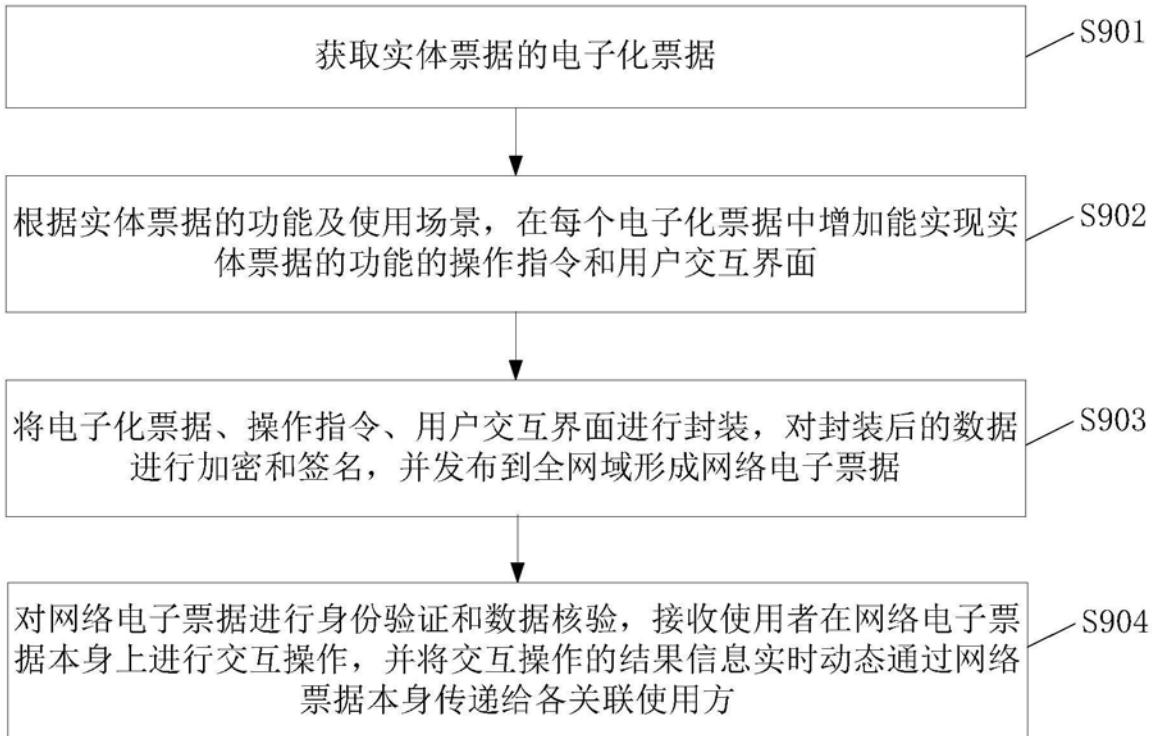 获取实体票据的电子化票据
S901
根据实体票据的功能及使用场景，在每个电子化票据中增加能实现实
体票据的功能的操作指令和用户交互界面
S902
将电子化票据、操作指令、用户交互界面进行封装，对封装后的数据
进行加密和签名，并发布到全网域形成网络电子票据
S903
对网络电子票据进行身份验证和数据核验，接收使用者在网络电子票
据本身上进行交互操作，并将交互操作的结果信息实时动态通过网络
票据本身传递给各关联使用方
S904